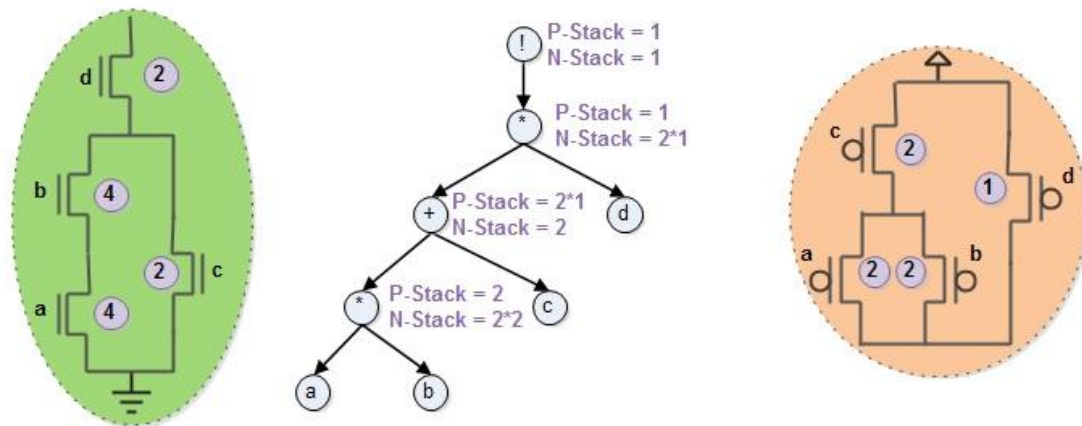 d
2
b
4
2
c
a
4
!
P-Stack = 1
N-Stack = 1
*
P-Stack = 1
N-Stack = 2*1
+
P-Stack = 2*1
N-Stack = 2
d
*
P-Stack = 2
N-Stack = 2*2
c
a
b
c
2
1
d
a
2
2
b